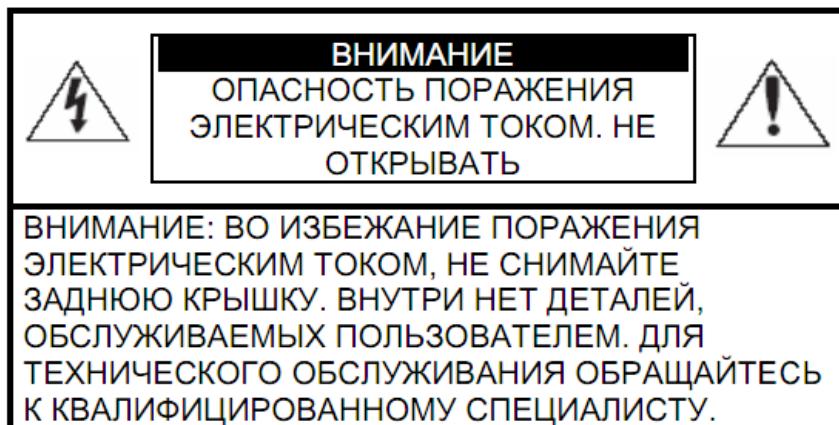 ВНИМАНИЕ
ОПАСНОСТЬ ПОРАЖЕНИЯ
ЭЛЕКТРИЧЕСКИМ ТОКОМ. НЕ
ОТКРЫВАТЬ
ВНИМАНИЕ: ВО ИЗБЕЖАНИЕ ПОРАЖЕНИЯ
ЭЛЕКТРИЧЕСКИМ ТОКОМ, НЕ СНИМАЙТЕ
ЗАДНЮЮ КРЫШКУ. ВНУТРИ НЕТ ДЕТАЛЕЙ,
ОБСЛУЖИВАЕМЫХ ПОЛЬЗОВАТЕЛЕМ. ДЛЯ
ТЕХНИЧЕСКОГО ОБСЛУЖИВАНИЯ ОБРАЩАЙТЕСЬ
К КВАЛИФИЦИРОВАННОМУ СПЕЦИАЛИСТУ.